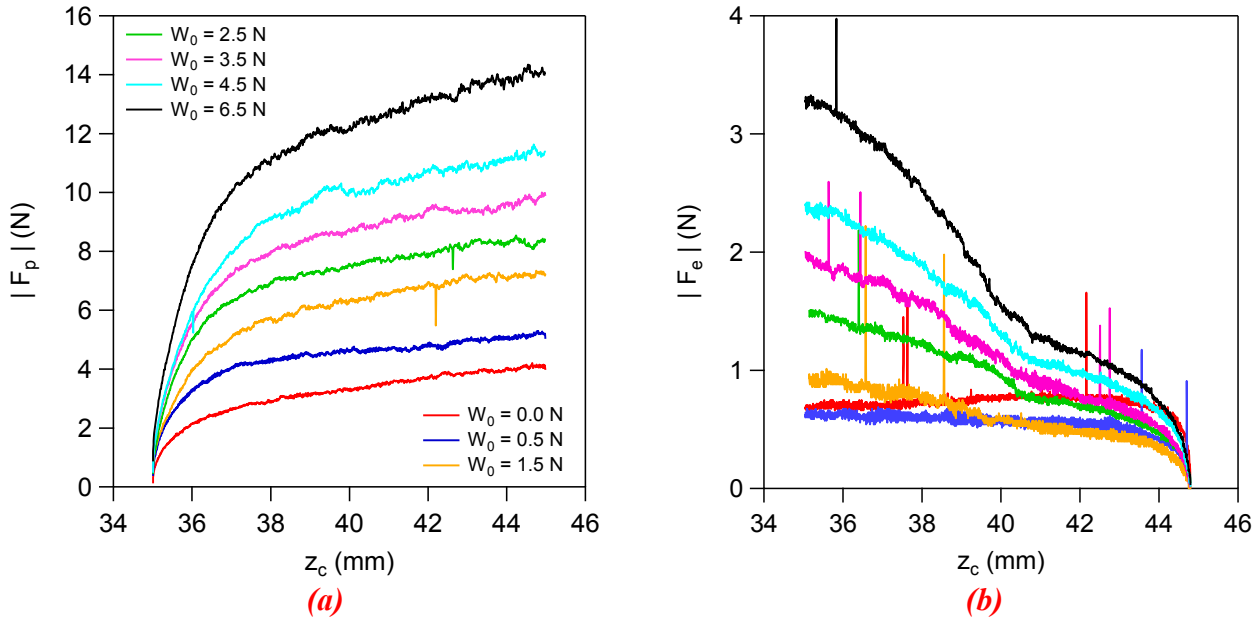 16
14
12
10
8
6
4
2
0
| F_p | (N)
W_0 = 2.5 N
W_0 = 3.5 N
W_0 = 4.5 N
W_0 = 6.5 N
W_0 = 0.0 N
W_0 = 0.5 N
W_0 = 1.5 N
34 36 38 40 42 44 46
z_c (mm)
(a)
4
3
2
1
0
| F_e | (N)
34 36 38 40 42 44 46
z_c (mm)
(b)